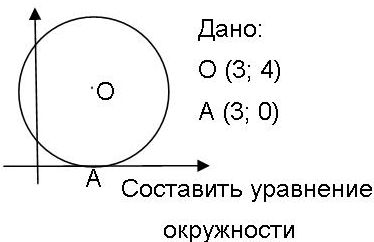 Дано:
О (3; 4)
О
А (3; 0)
А
Составить уравнение
окружности